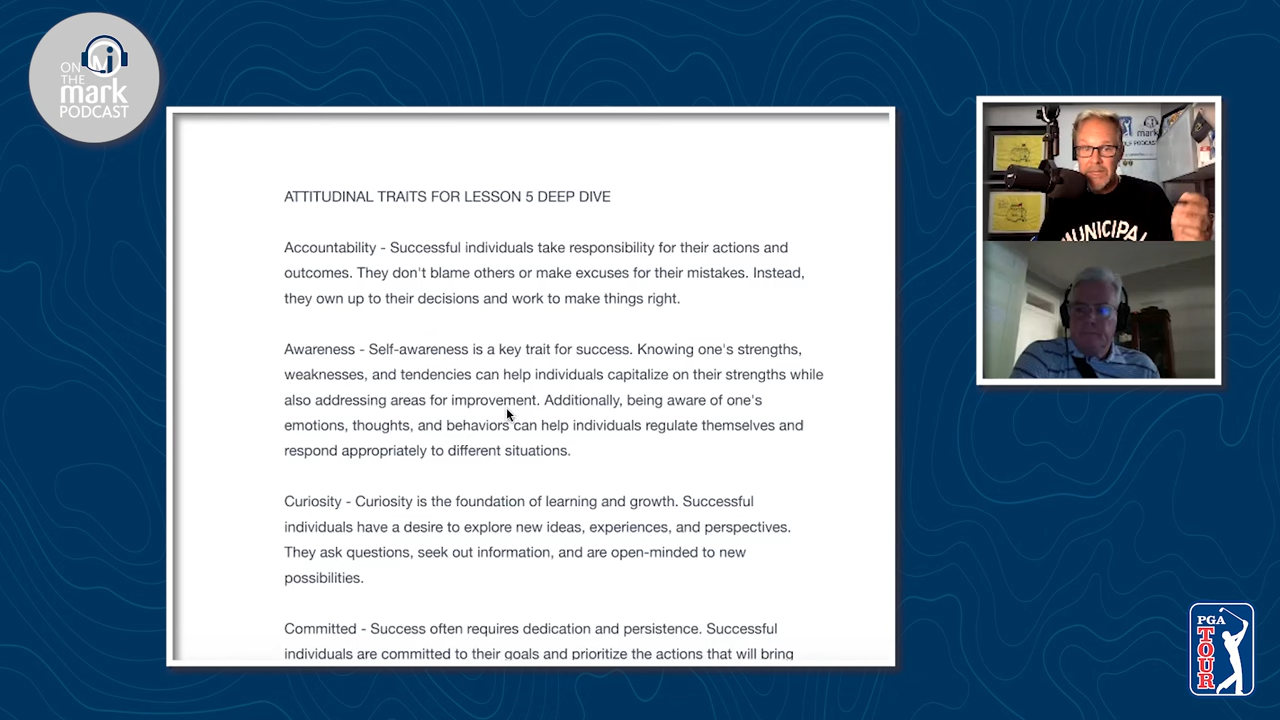 ON
THE
mark
PODCAST
ATTITUDINAL TRAITS FOR LESSON 5 DEEP DIVE
Accountability - Successful individuals take responsibility for their actions and
outcomes. They don't blame others or make excuses for their mistakes. Instead,
they own up to their decisions and work to make things right.
Awareness - Self-awareness is a key trait for success. Knowing one's strengths,
weaknesses, and tendencies can help individuals capitalize on their strengths while
also addressing areas for improvement. Additionally, being aware of one's
emotions, thoughts, and behaviors can help individuals regulate themselves and
respond appropriately to different situations.
Curiosity - Curiosity is the foundation of learning and growth. Successful
individuals have a desire to explore new ideas, experiences, and perspectives.
They ask questions, seek out information, and are open-minded to new
possibilities.
Committed - Success often requires dedication and persistence. Successful
individuals are committed to their goals and prioritize the actions that will bring
mark
PODCAST
MUNICIPAL
PGA
TOUR